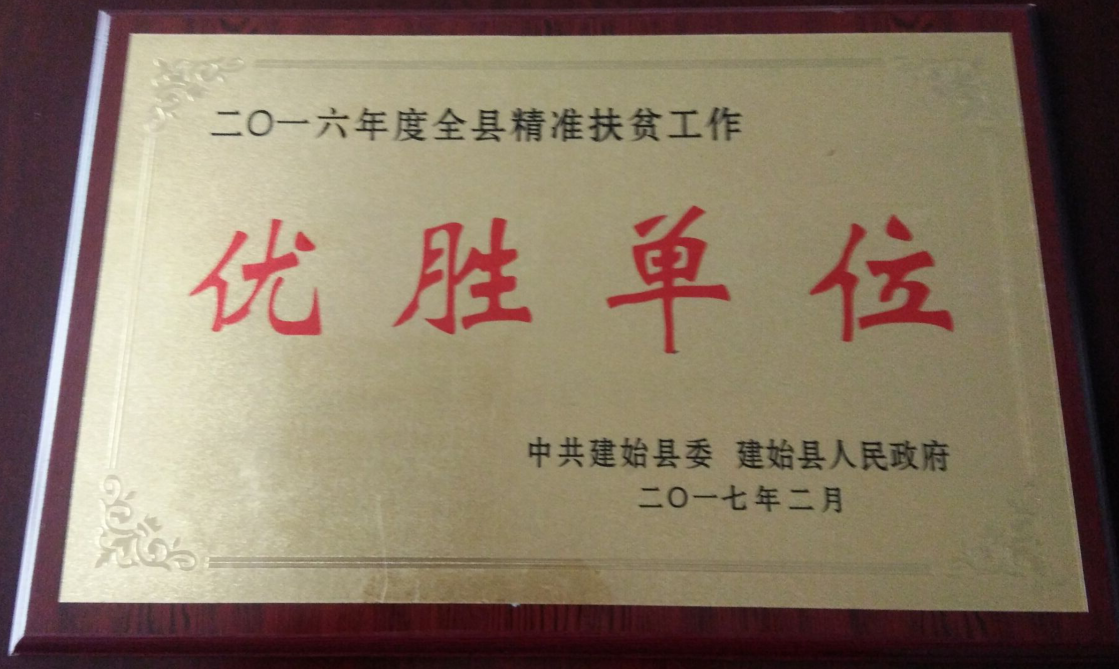 二〇一六年度全县精准扶贫工作
优胜单位
中共建始县委 建始县人民政府
二〇一七年二月